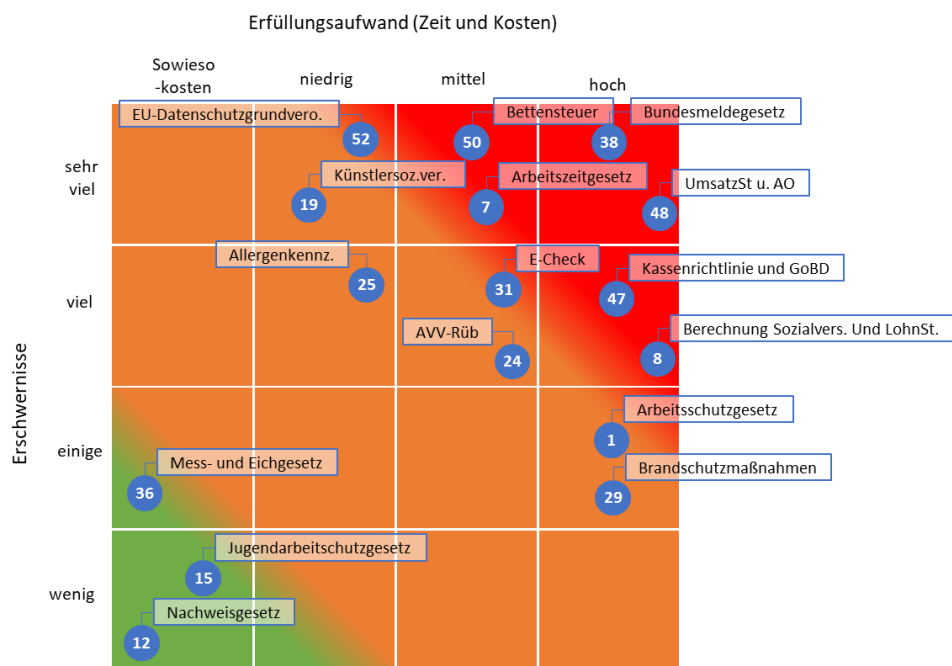 Erfüllungsaufwand (Zeit und Kosten)
Sowieso
-kosten
niedrig
mittel
hoch
EU-Datenschutzgrundvero.
Bettensteuer
Bundesmeldegesetz
52
50
38
sehr
viel
Künstlersoz.ver.
Arbeitszeitgesetz
UmsatzSt u. AO
19
7
48
Allergenkennz.
E-Check
Kassenrichtlinie und GoBD
25
31
47
viel
AVV-Rüb
Berechnung Sozialvers. Und LohnSt.
24
8
Erschwernisse
Arbeitsschutzgesetz
1
einige
Mess- und Eichgesetz
Brandschutzmaßnahmen
36
29
Jugendarbeitschutzgesetz
15
wenig
Nachweisgesetz
12